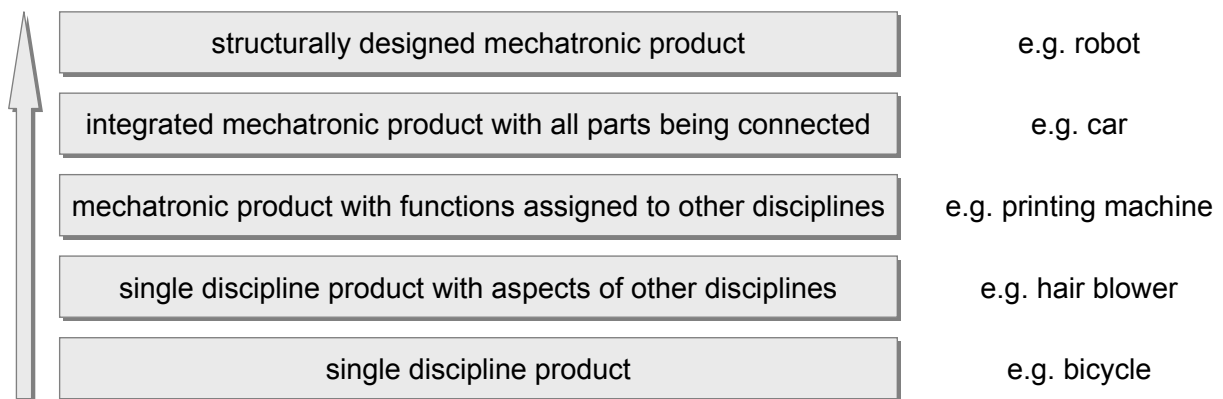 structurally designed mechatronic product e.g. robot
integrated mechatronic product with all parts being connected e.g. car
mechatronic product with functions assigned to other disciplines e.g. printing machine
single discipline product with aspects of other disciplines e.g. hair blower
single discipline product e.g. bicycle